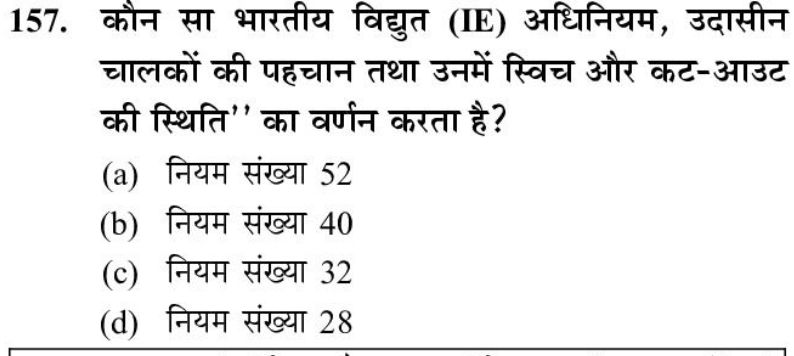 157. कौन सा भारतीय विद्युत (IE) अधिनियम, उदासीन
चालकों की पहचान तथा उनमें स्विच और कट-आउट
की स्थिति'' का वर्णन करता है?
(a) नियम संख्या 52
(b) नियम संख्या 40
(c) नियम संख्या 32
(d) नियम संख्या 28